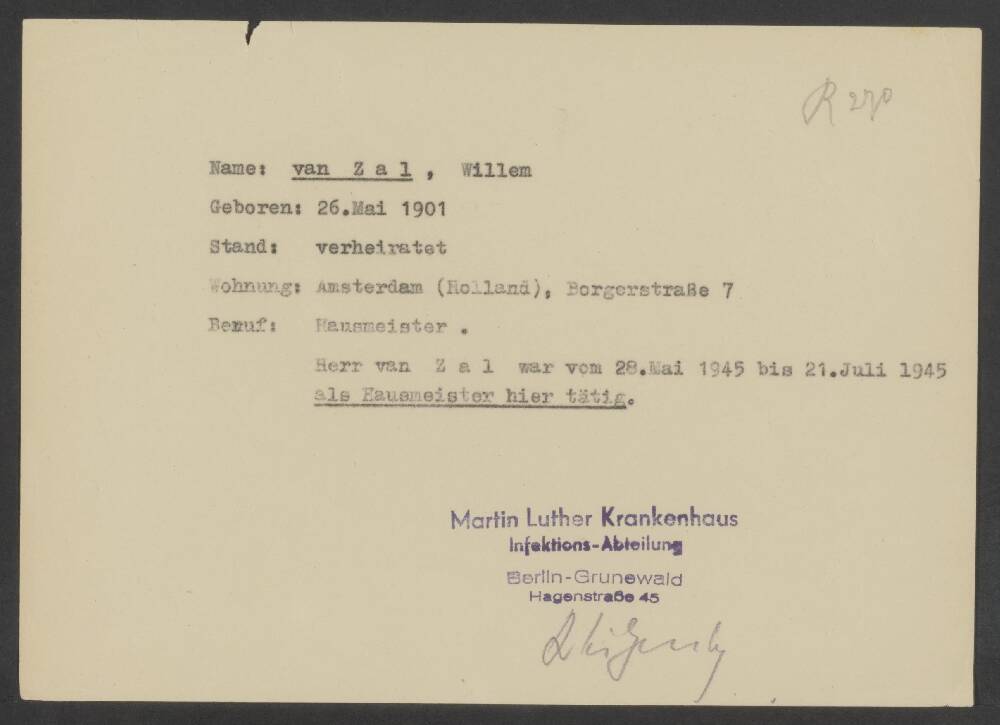 R 270
Name: van Z a l , Willem
Geboren: 26.Mai 1901
Stand: verheiratet
Wohnung: Amsterdam (Holland), Borgerstraße 7
Beruf: Hausmeister .
Herr van Z a l war vom 28.Mai 1945 bis 21.Juli 1945
als Hausmeister hier tätig.
Martin Luther Krankenhaus
Infektions-Abteilung
Berlin-Grunewald
Hagenstraße 45